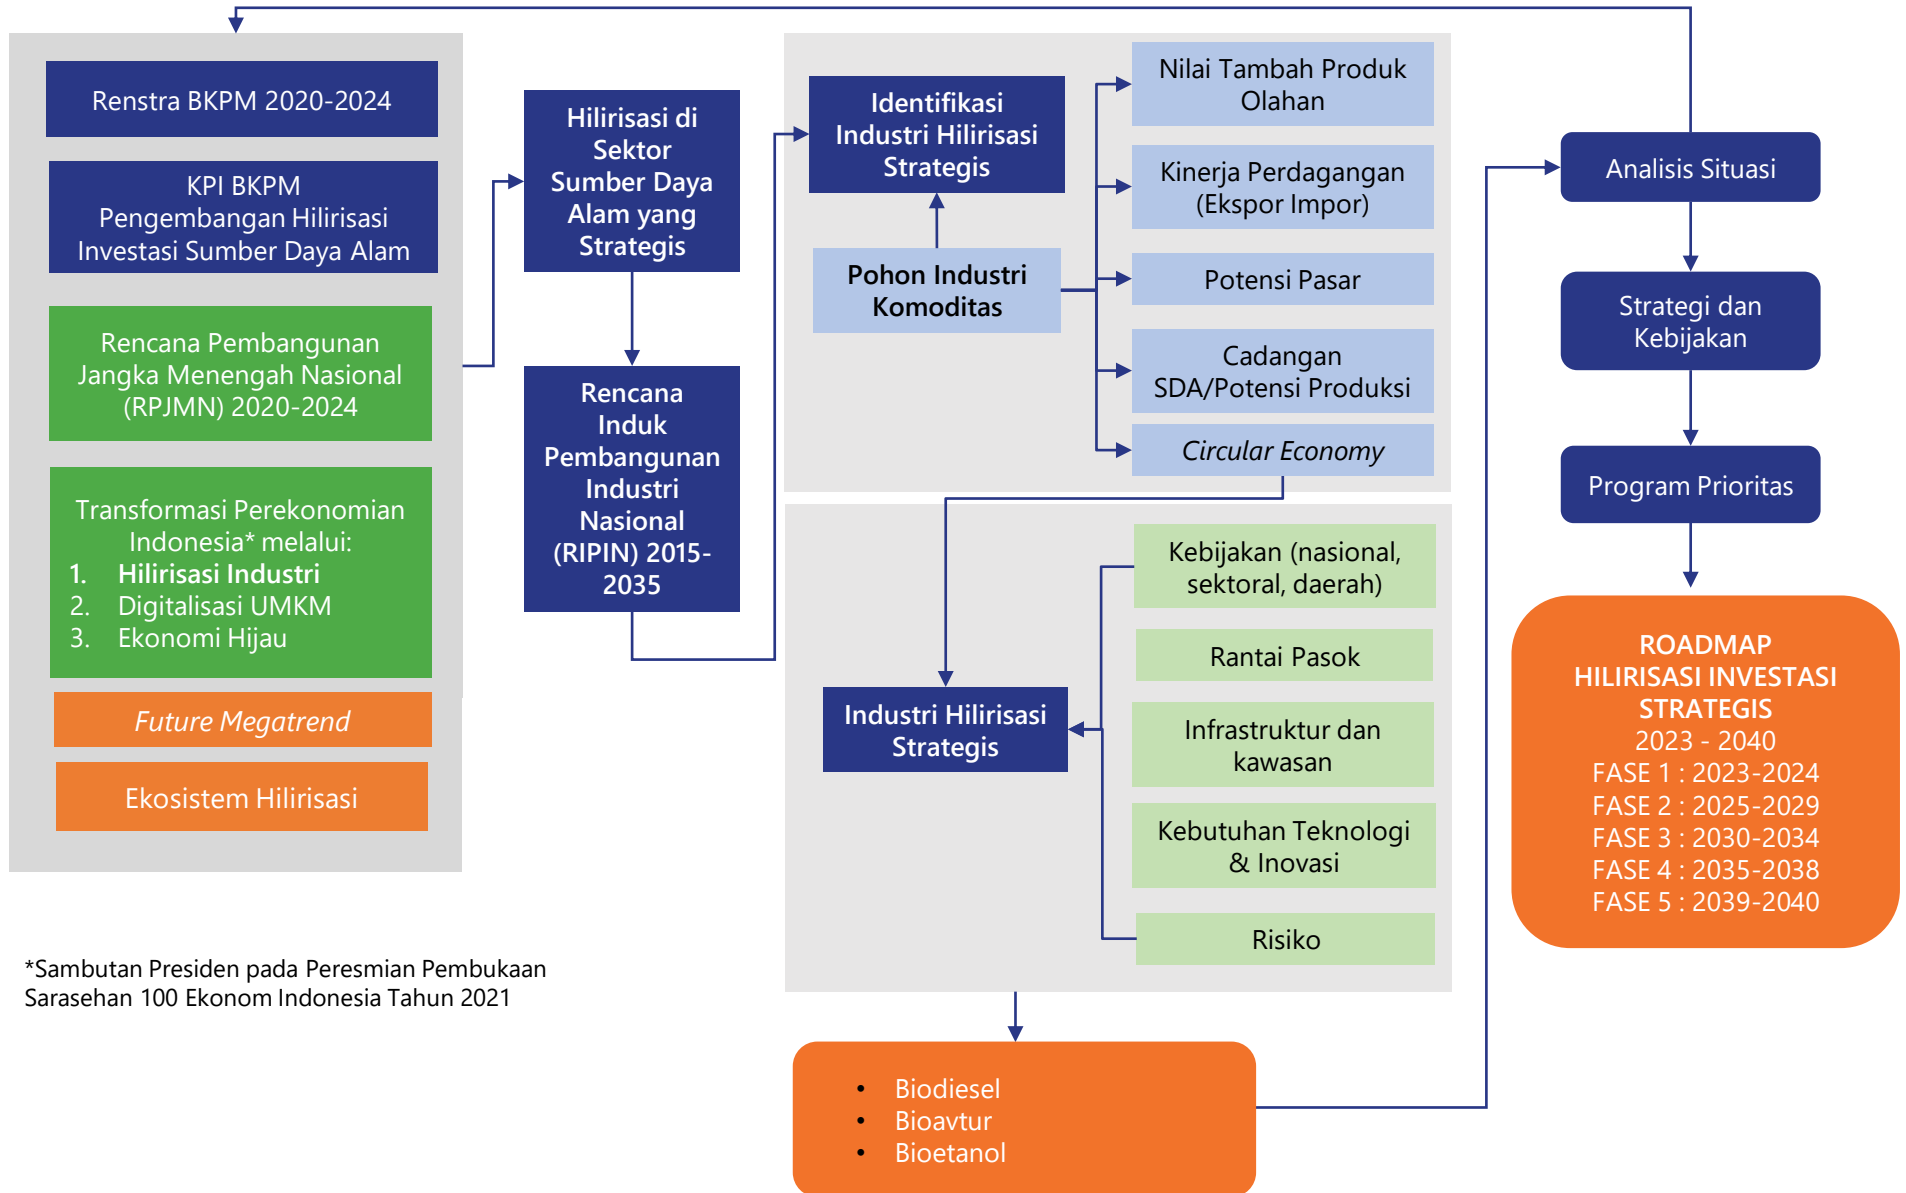 Renstra BKPM 2020-2024
KPI BKPM
Pengembangan Hilirisasi
Investasi Sumber Daya Alam
Rencana Pembangunan
Jangka Menengah Nasional
(RPJMN) 2020-2024
Transformasi Perekonomian
Indonesia* melalui:
1. Hilirisasi Industri
2. Digitalisasi UMKM
3. Ekonomi Hijau
Future Megatrend
Ekosistem Hilirisasi
*Sambutan Presiden pada Peresmian Pembukaan
Sarasehan 100 Ekonom Indonesia Tahun 2021
Hilirisasi di
Sektor
Sumber Daya
Alam yang
Strategis
Rencana
Induk
Pembangunan
Industri
Nasional
(RIPIN) 2015-
2035
Identifikasi
Industri Hilirisasi
Strategis
Pohon Industri
Komoditas
Nilai Tambah Produk
Olahan
Kinerja Perdagangan
(Ekspor Impor)
Potensi Pasar
Cadangan
SDA/Potensi Produksi
Circular Economy
Industri Hilirisasi
Strategis
Kebijakan (nasional,
sektoral, daerah)
Rantai Pasok
Infrastruktur dan
kawasan
Kebutuhan Teknologi
& Inovasi
Risiko
• Biodiesel
• Bioavtur
• Bioetanol
Analisis Situasi
Strategi dan
Kebijakan
Program Prioritas
ROADMAP
HILIRISASI INVESTASI
STRATEGIS
2023 - 2040
FASE 1 : 2023-2024
FASE 2 : 2025-2029
FASE 3 : 2030-2034
FASE 4 : 2035-2038
FASE 5 : 2039-2040